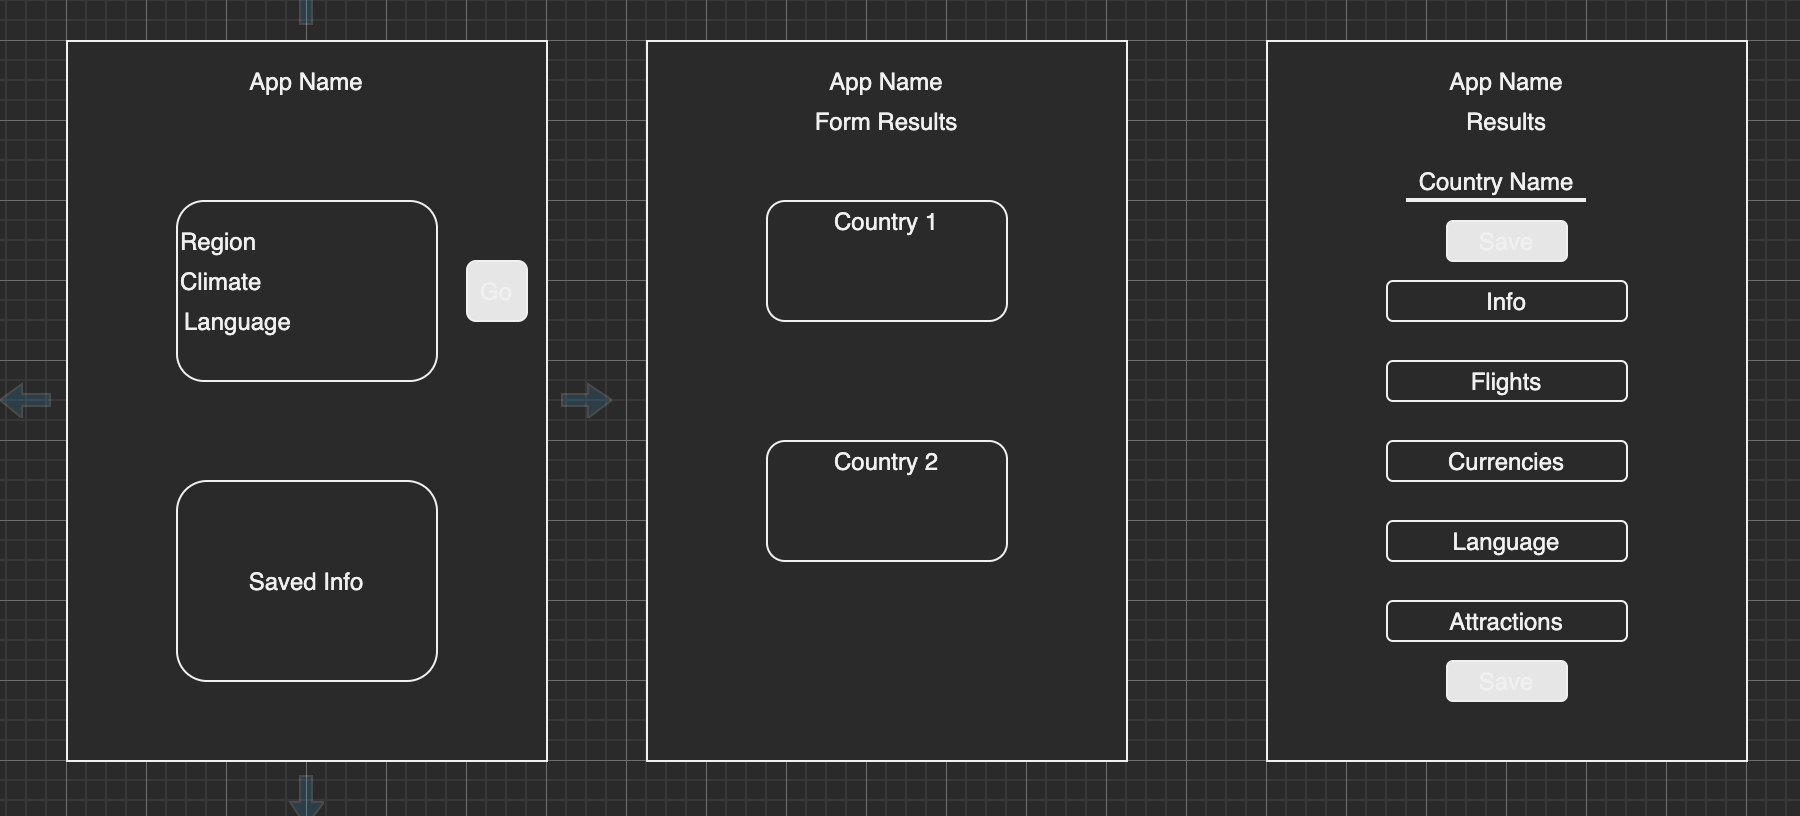 App Name
Region
Climate
Language
Go
Saved Info
App Name
Form Results
Country 1
Country 2
App Name
Results
Country Name
Save
Info
Flights
Currencies
Language
Attractions
Save